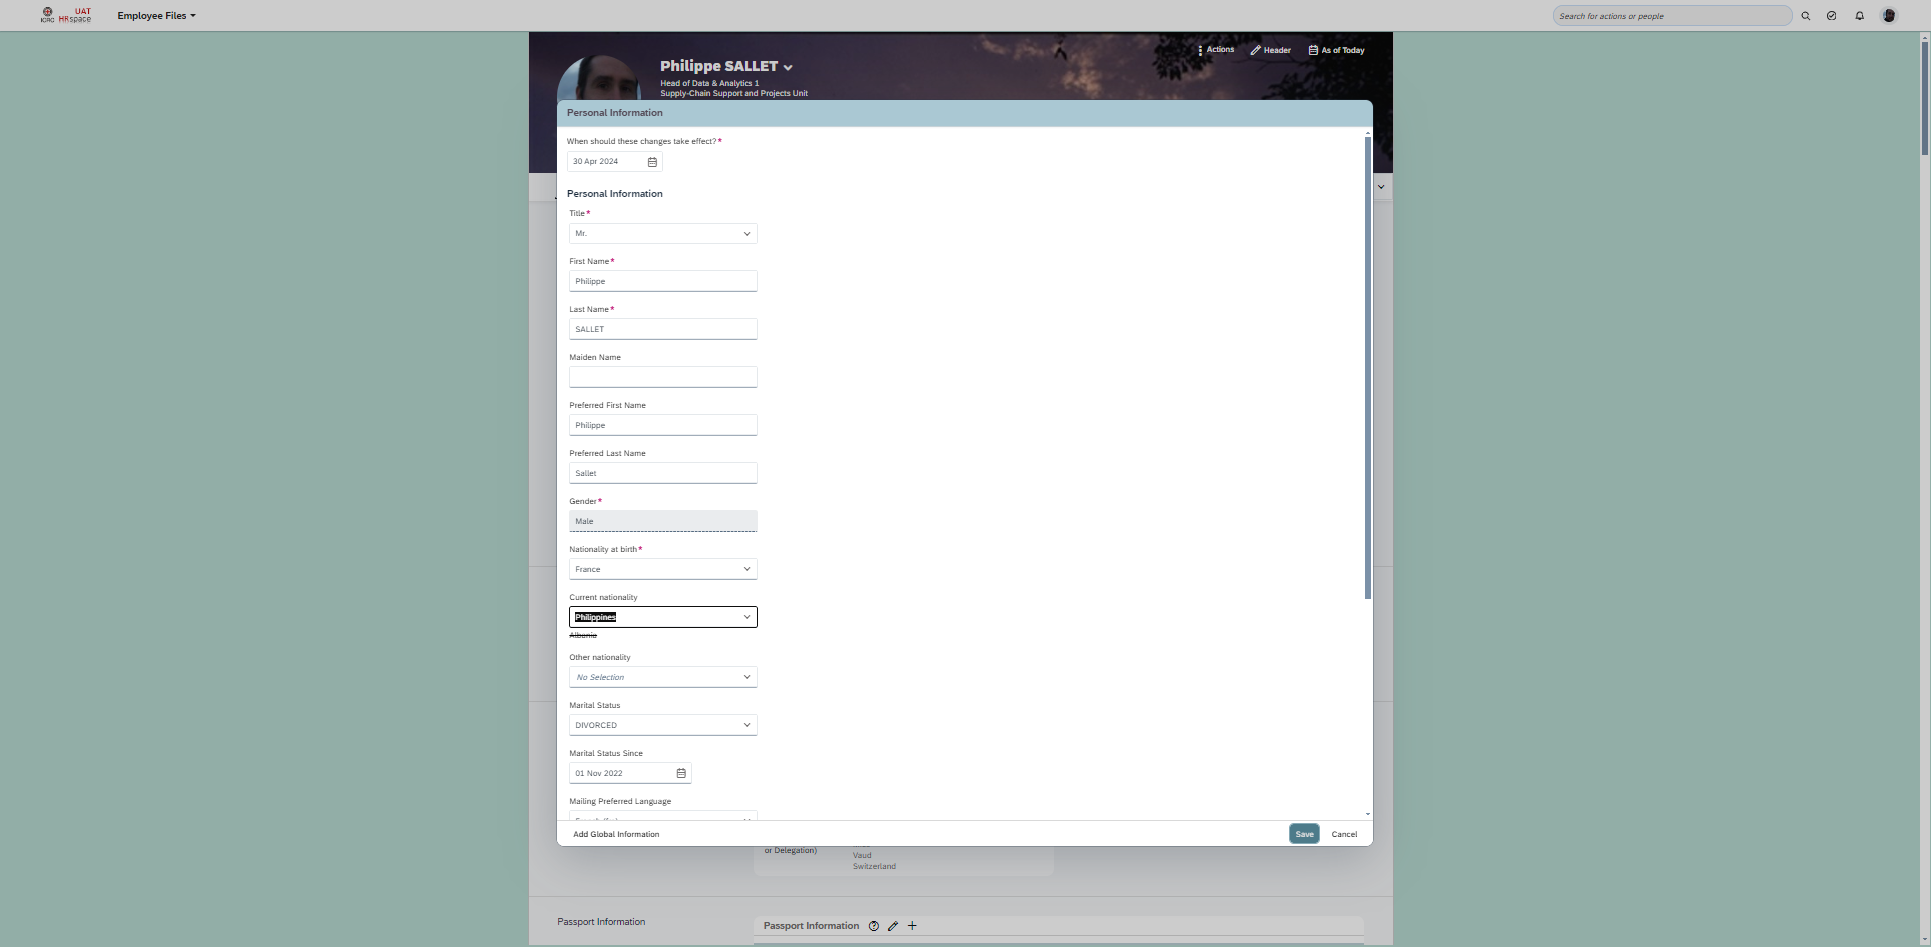 ICRC
UAT
HRspace
Employee Files
Search for actions or people
Actions
Header
As of Today
Philippe SALLET
Head of Data & Analytics 1
Supply-Chain Support and Projects Unit
Personal Information
When should these changes take effect?*
30 Apr 2024
Personal Information
Title*
Mr.
First Name*
Philippe
Last Name*
SALLET
Maiden Name
Preferred First Name
Philippe
Preferred Last Name
Sallet
Gender*
Male
Nationality at birth*
France
Current nationality
Philippines
Albania
Other nationality
No Selection
Marital Status
DIVORCED
Marital Status Since
01 Nov 2022
Mailing Preferred Language
Add Global Information
Save
Cancel
or Delegation)
Vaud
Switzerland
Passport Information
Passport Information